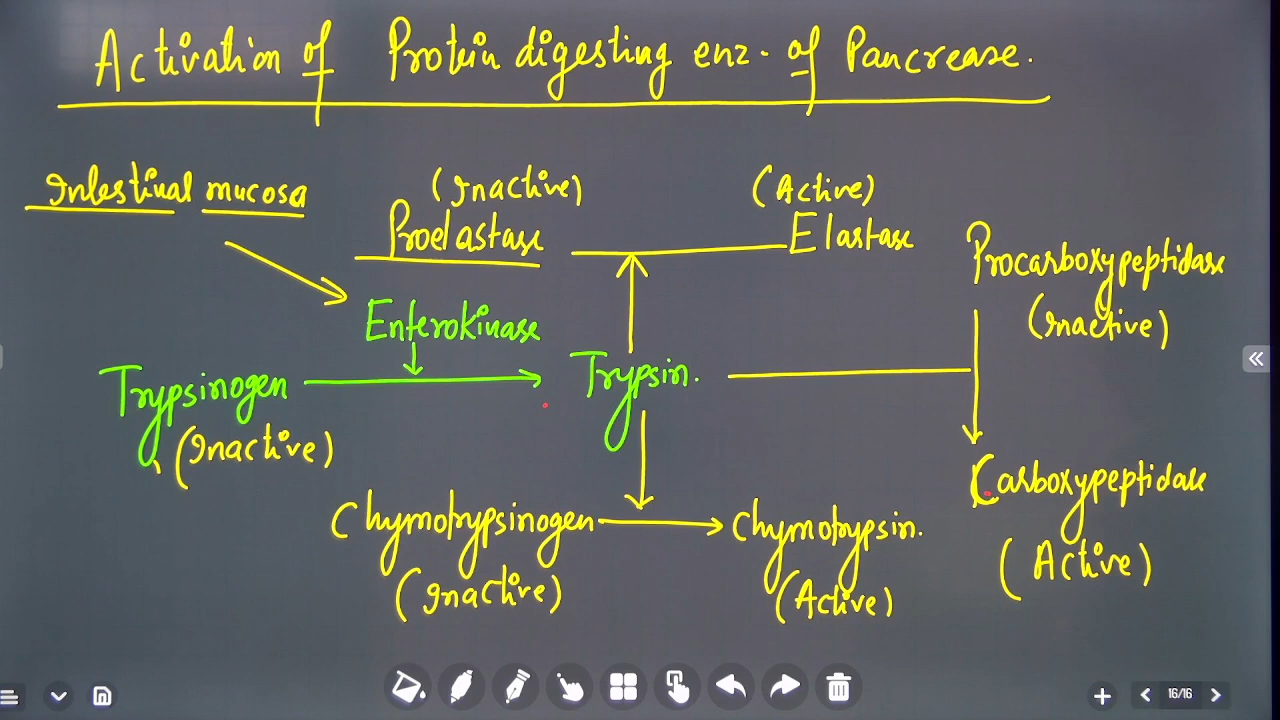 Activation of Protein digesting enz. of Pancrease.
Intestinal mucosa
(Inactive)
Proelastase
(Active)
Elastase
Procarboxypeptidase
(Inactive)
Enterokinase
Trypsinogen
(Inactive)
Trypsin.
Carboxypeptidase
(Active)
Chymotrypsinogen
(Inactive)
Chymotrypsin.
(Active)
16/16